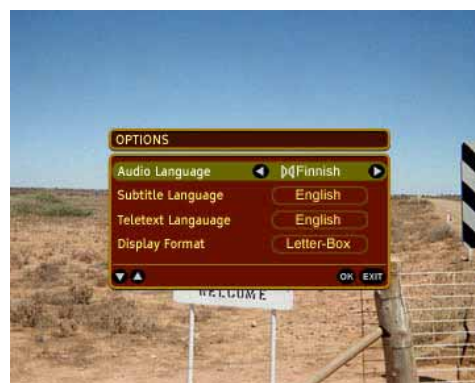 OPTIONS
Audio Language Finnish
Subtitle Language English
Teletext Langauage English
Display Format Letter-Box
OK EXIT
WELCOME